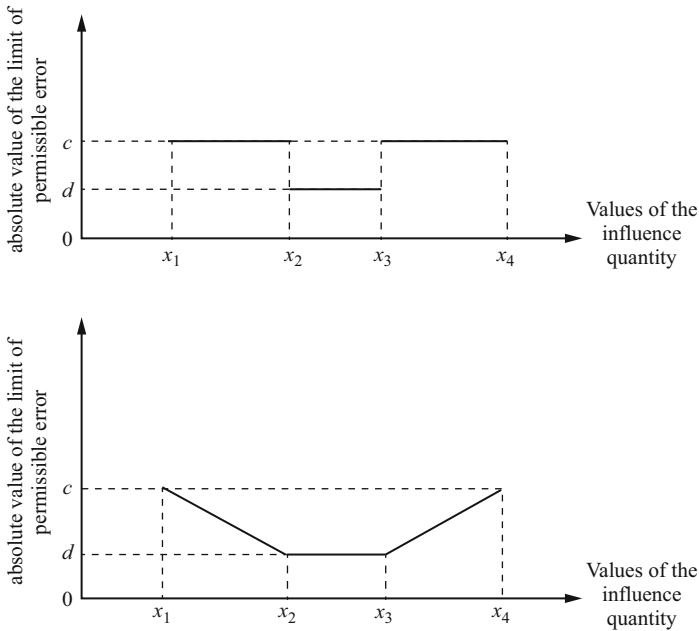 absolute value of the limit of
permissible error
c
d
0
x1
x2
x3
x4
Values of the
influence
quantity
absolute value of the limit of
permissible error
c
d
0
x1
x2
x3
x4
Values of the
influence
quantity